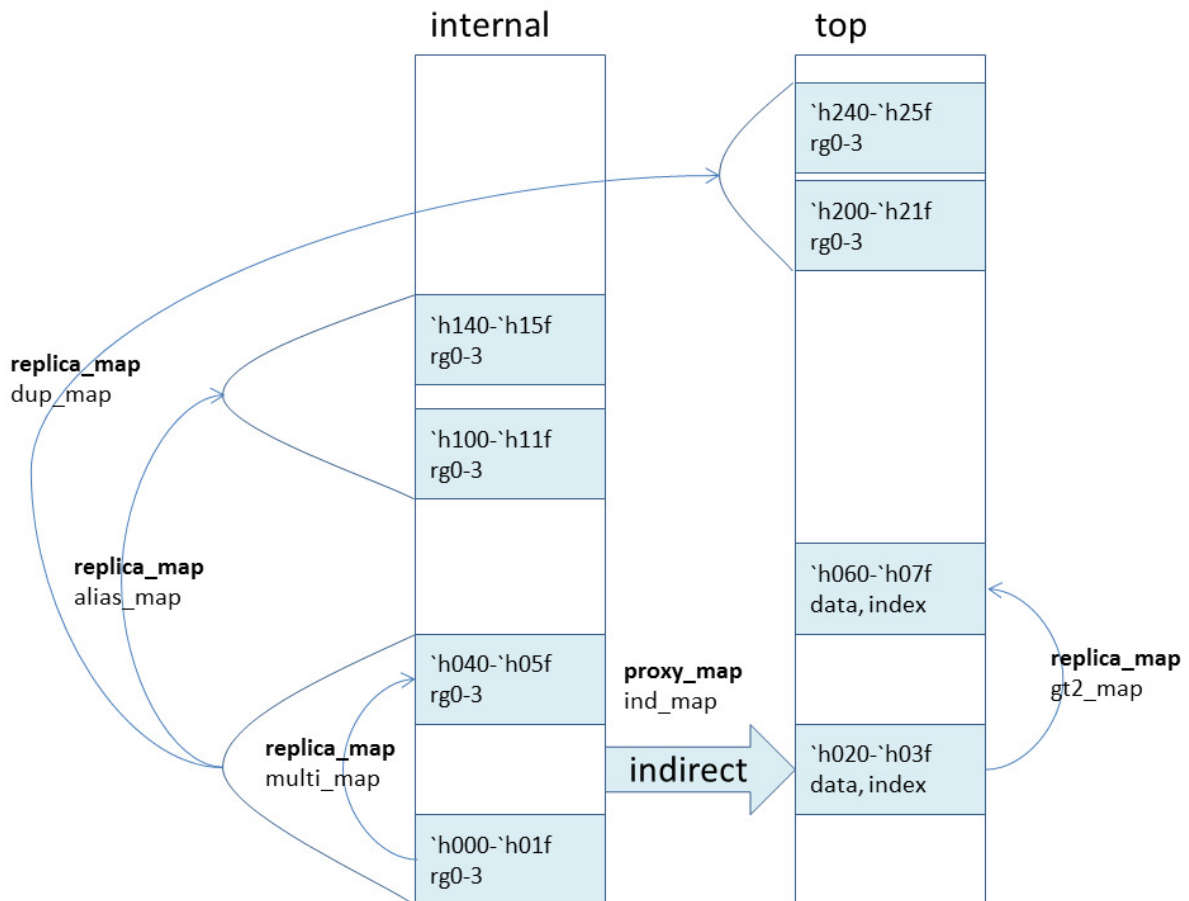 internal
top
`h240-`h25f
rg0-3
`h200-`h21f
rg0-3
`h140-`h15f
rg0-3
replica_map
dup_map
`h100-`h11f
rg0-3
replica_map
alias_map
`h060-`h07f
data, index
`h040-`h05f
rg0-3
proxy_map
ind_map
replica_map
gt2_map
replica_map
multi_map
indirect
`h020-`h03f
data, index
`h000-`h01f
rg0-3